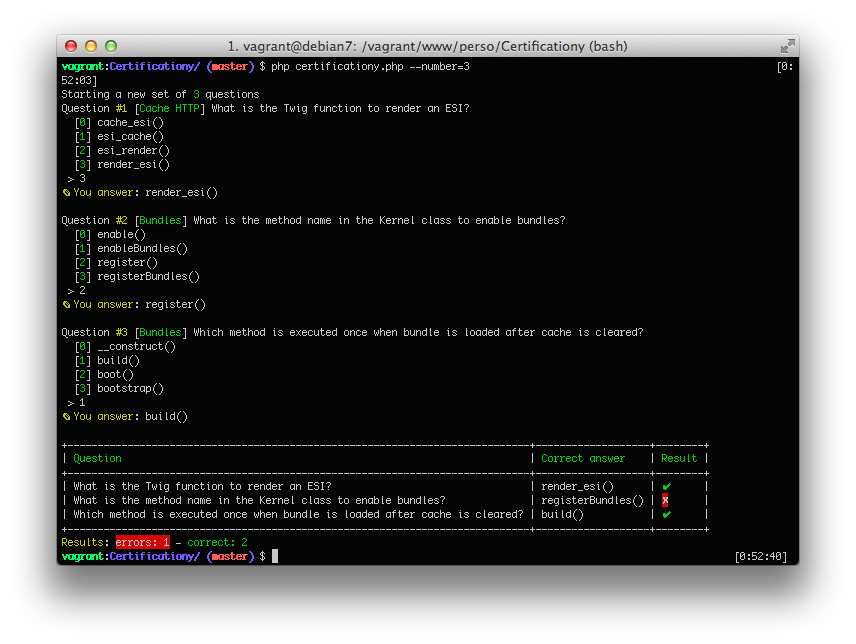 1. vagrant@debian7: /vagrant/www/perso/Certificationy (bash)
vagrant:Certificationy/ (master) $ php certificationy.php --number=3 [0:
52:03]
Starting a new set of 3 questions
Question #1 [Cache HTTP] What is the Twig function to render an ESI?
[0] cache_esi()
[1] esi_cache()
[2] esi_render()
[3] render_esi()
> 3
✎ You answer: render_esi()
Question #2 [Bundles] What is the method name in the Kernel class to enable bundles?
[0] enable()
[1] enableBundles()
[2] register()
[3] registerBundles()
> 2
✎ You answer: register()
Question #3 [Bundles] Which method is executed once when bundle is loaded after cache is cleared?
[0] __construct()
[1] build()
[2] boot()
[3] bootstrap()
> 1
✎ You answer: build()
| Question | Correct answer | Result |
| What is the Twig function to render an ESI? | render_esi() | ✔ |
| What is the method name in the Kernel class to enable bundles? | registerBundles() | ✗ |
| Which method is executed once when bundle is loaded after cache is cleared? | build() | ✔ |
Results: errors: 1 - correct: 2
vagrant:Certificationy/ (master) $ [0:52:40]